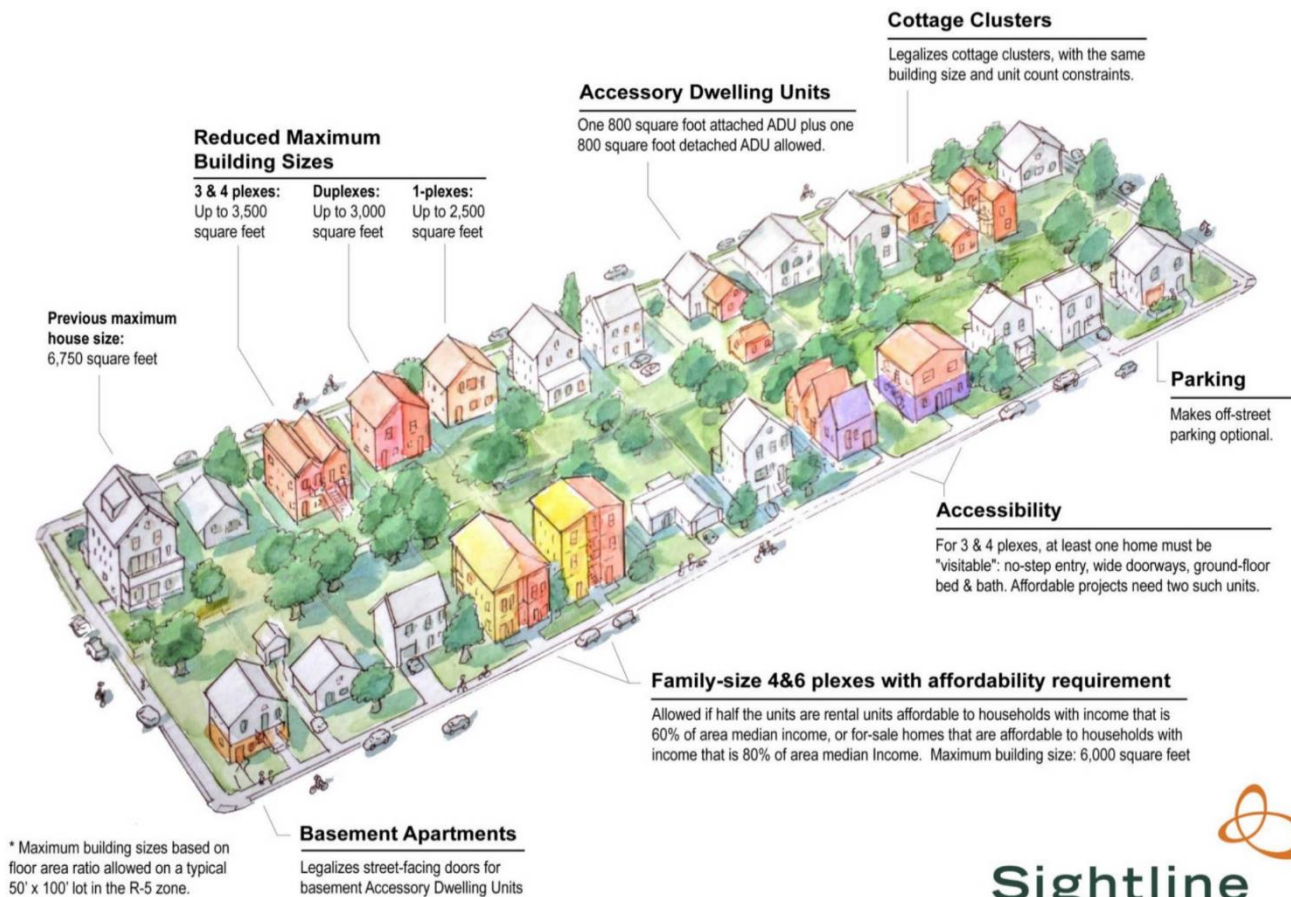 Cottage Clusters
Legalizes cottage clusters, with the same
building size and unit count constraints.
Accessory Dwelling Units
One 800 square foot attached ADU plus one
800 square foot detached ADU allowed.
Reduced Maximum
Building Sizes
3 & 4 plexes:
Up to 3,500
square feet
Duplexes:
Up to 3,000
square feet
1-plexes:
Up to 2,500
square feet
Previous maximum
house size:
6,750 square feet
Parking
Makes off-street
parking optional.
Accessibility
For 3 & 4 plexes, at least one home must be
"visitable": no-step entry, wide doorways, ground-floor
bed & bath. Affordable projects need two such units.
Family-size 4&6 plexes with affordability requirement
Allowed if half the units are rental units affordable to households with income that is
60% of area median income, or for-sale homes that are affordable to households with
income that is 80% of area median Income. Maximum building size: 6,000 square feet
Basement Apartments
Legalizes street-facing doors for
basement Accessory Dwelling Units
* Maximum building sizes based on
floor area ratio allowed on a typical
50' x 100' lot in the R-5 zone.
Sightline